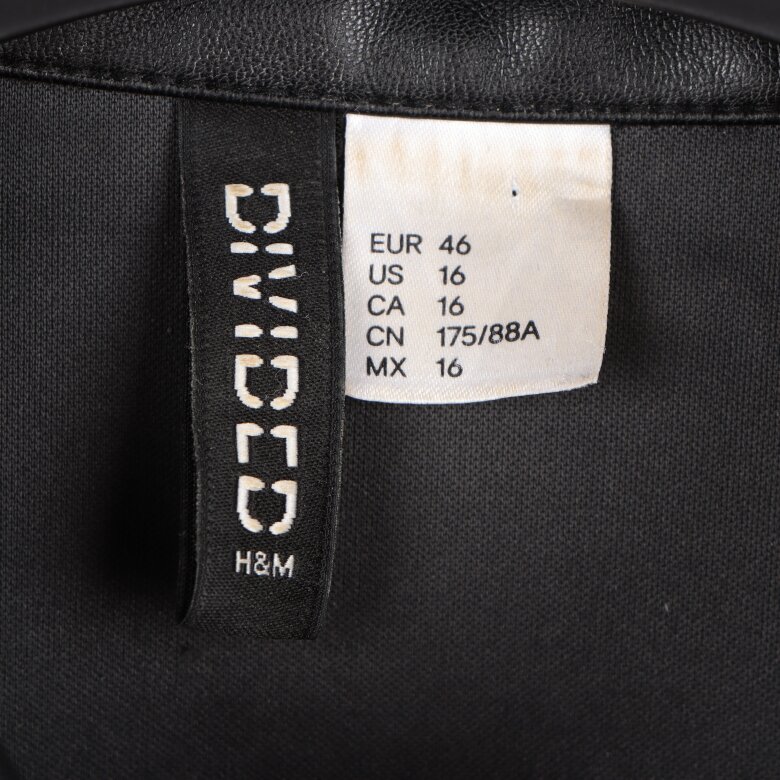 DIVIDED
H&M
EUR 46
US 16
CA 16
CN 175/88A
MX 16